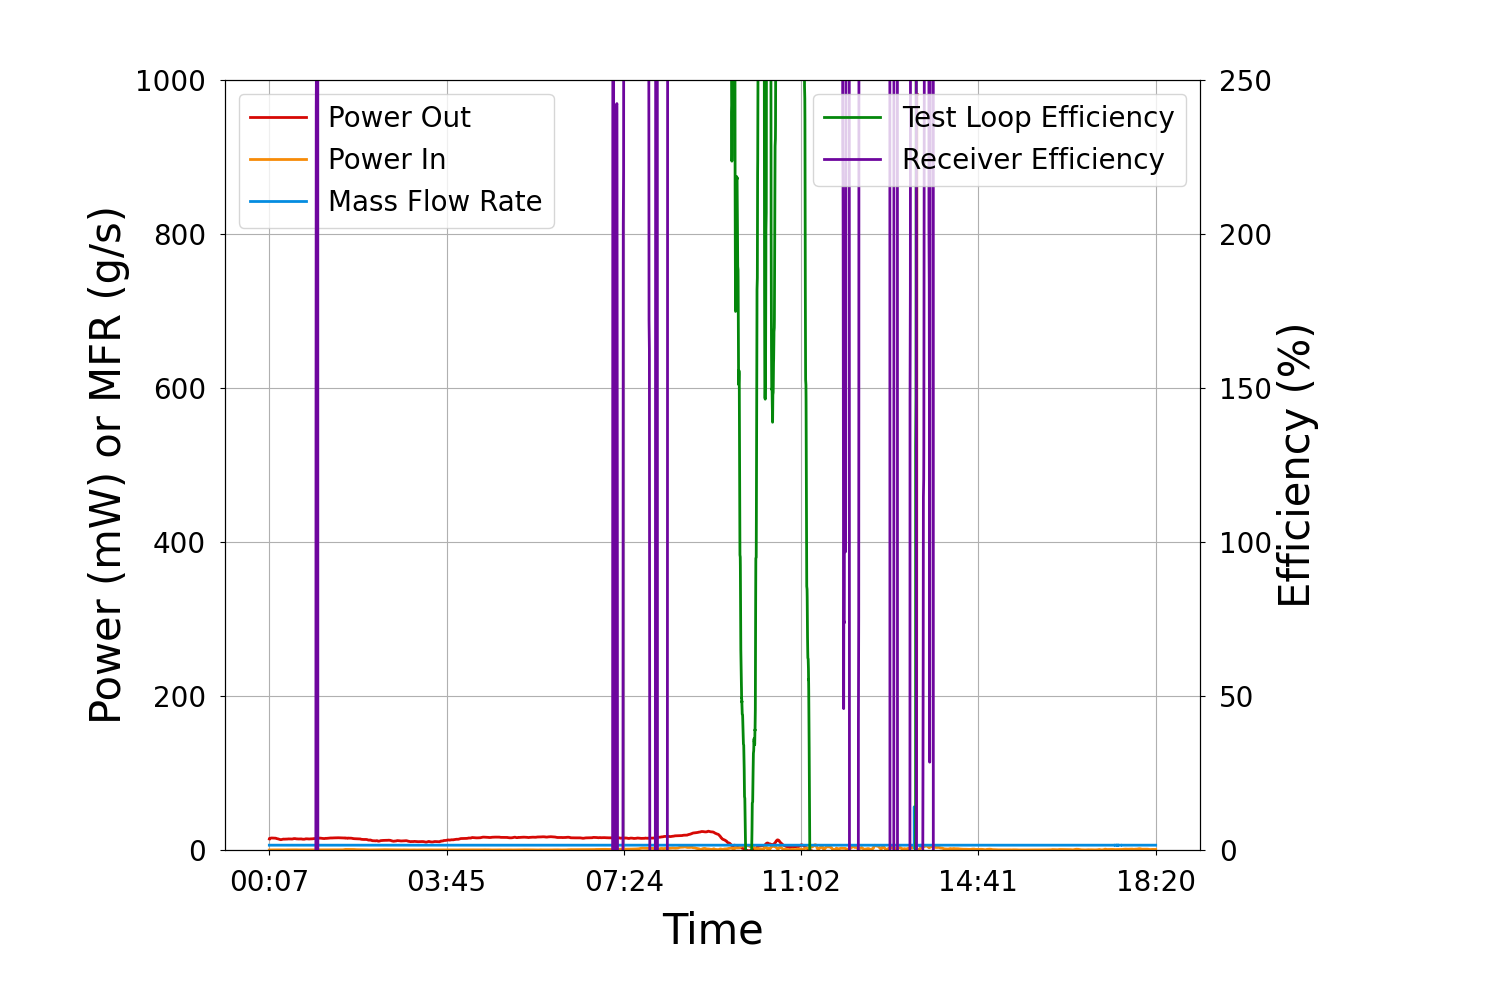 1000
800
600
400
200
0
Power (mW) or MFR (g/s)
Power Out
Power In
Mass Flow Rate
Test Loop Efficiency
Receiver Efficiency
250
200
150
100
50
0
Efficiency (%)
00:07 03:45 07:24 11:02 14:41 18:20
Time